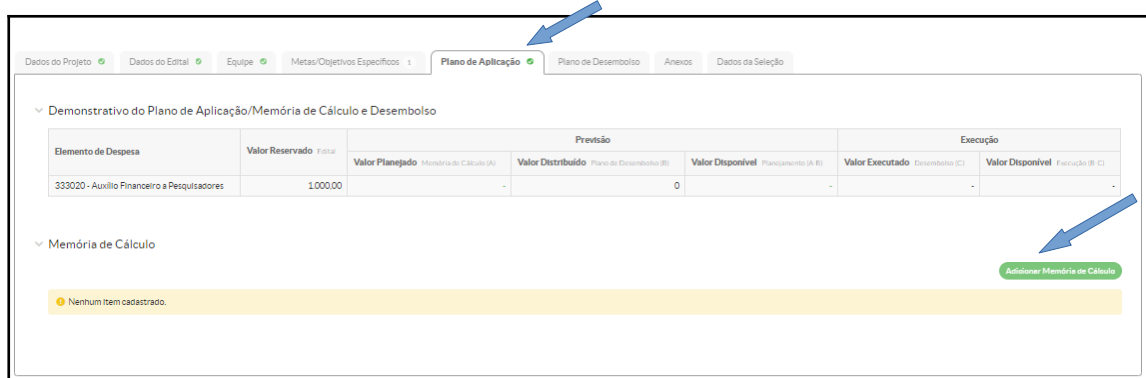 Dados do Projeto Dados do Edital Equipe Metas/Objetivos Específicos 1 Plano de Aplicação Plano de Desembolso Anexos Dados da Seleção
Demonstrativo do Plano de Aplicação/Memória de Cálculo e Desembolso
Elemento de Despesa Valor Reservado Edital Previsão Execução
Valor Planejado Memória de Cálculo (A) Valor Distribuído Plano de Desembolso (B) Valor Disponível Planejamento (A-B) Valor Executado Desembolso (C) Valor Disponível Execução (B-C)
333020 - Auxílio Financeiro a Pesquisadores 1.000,00 - 0 - - -
Memória de Cálculo
Adisionar Memória de Cálculo
Nenhum item cadastrado.